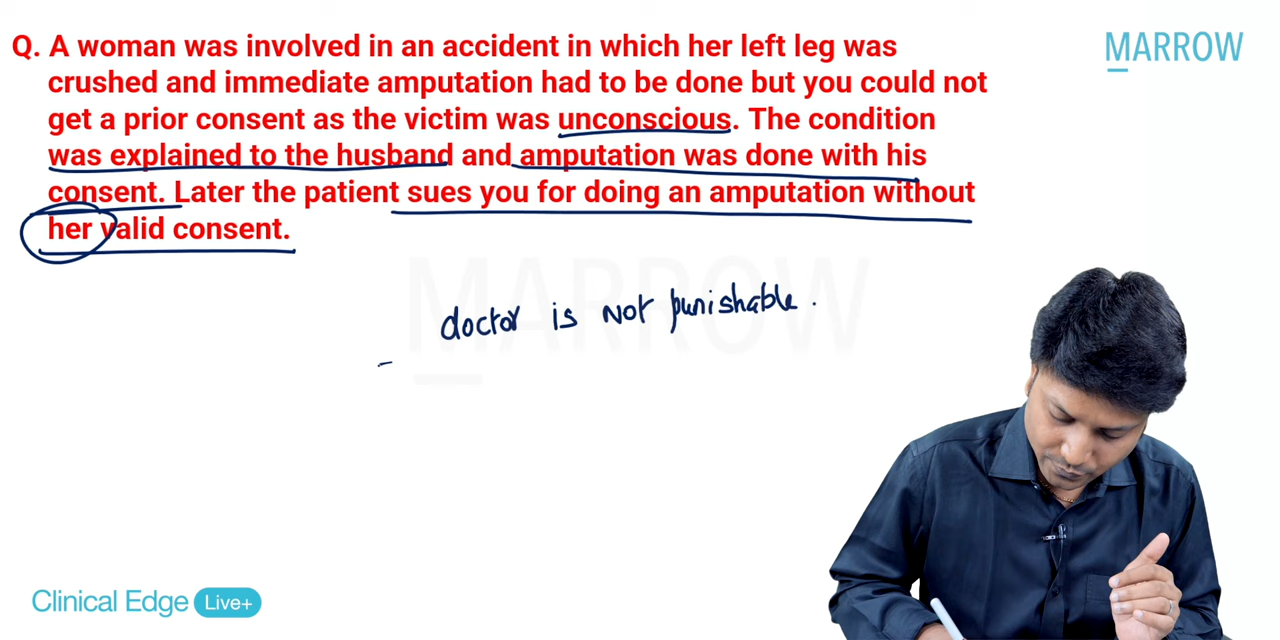 Q. A woman was involved in an accident in which her left leg was
MARROW
crushed and immediate amputation had to be done but you could not
get a prior consent as the victim was unconscious. The condition
was explained to the husband and amputation was done with his
consent. Later the patient sues you for doing an amputation without
her valid consent.
MARROW
doctor is not punishable.
Clinical Edge Live+